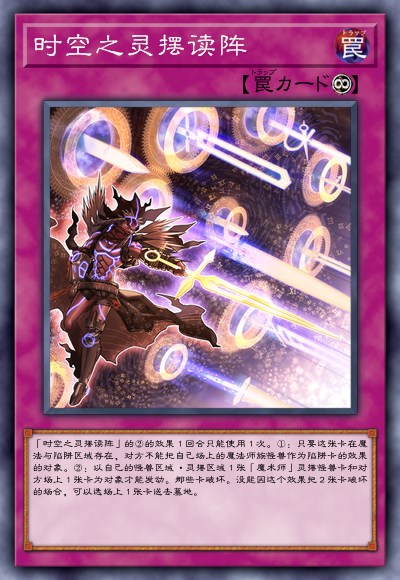 时空之灵摆读阵
罠
トラップ
【罠カード】
トラップ
「时空之灵摆读阵」的②的效果１回合只能使用１次。①：只要这张卡在魔
法与陷阱区域存在，对方不能把自己场上的魔法师族怪兽作为陷阱卡的效果
的对象。②：以自己的怪兽区域·灵摆区域１张「魔术师」灵摆怪兽卡和对
方场上１张卡为对象才能发动。那些卡破坏。没能因这个效果把２张卡破坏
的场合，可以选场上１张卡送去墓地。